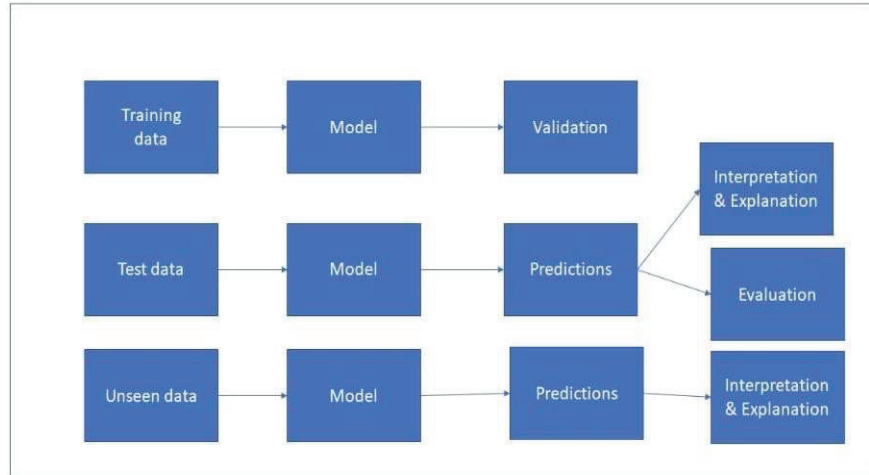 Training
data
Model
Validation
Interpretation
& Explanation
Test data
Model
Predictions
Evaluation
Unseen data
Model
Predictions
Interpretation
& Explanation